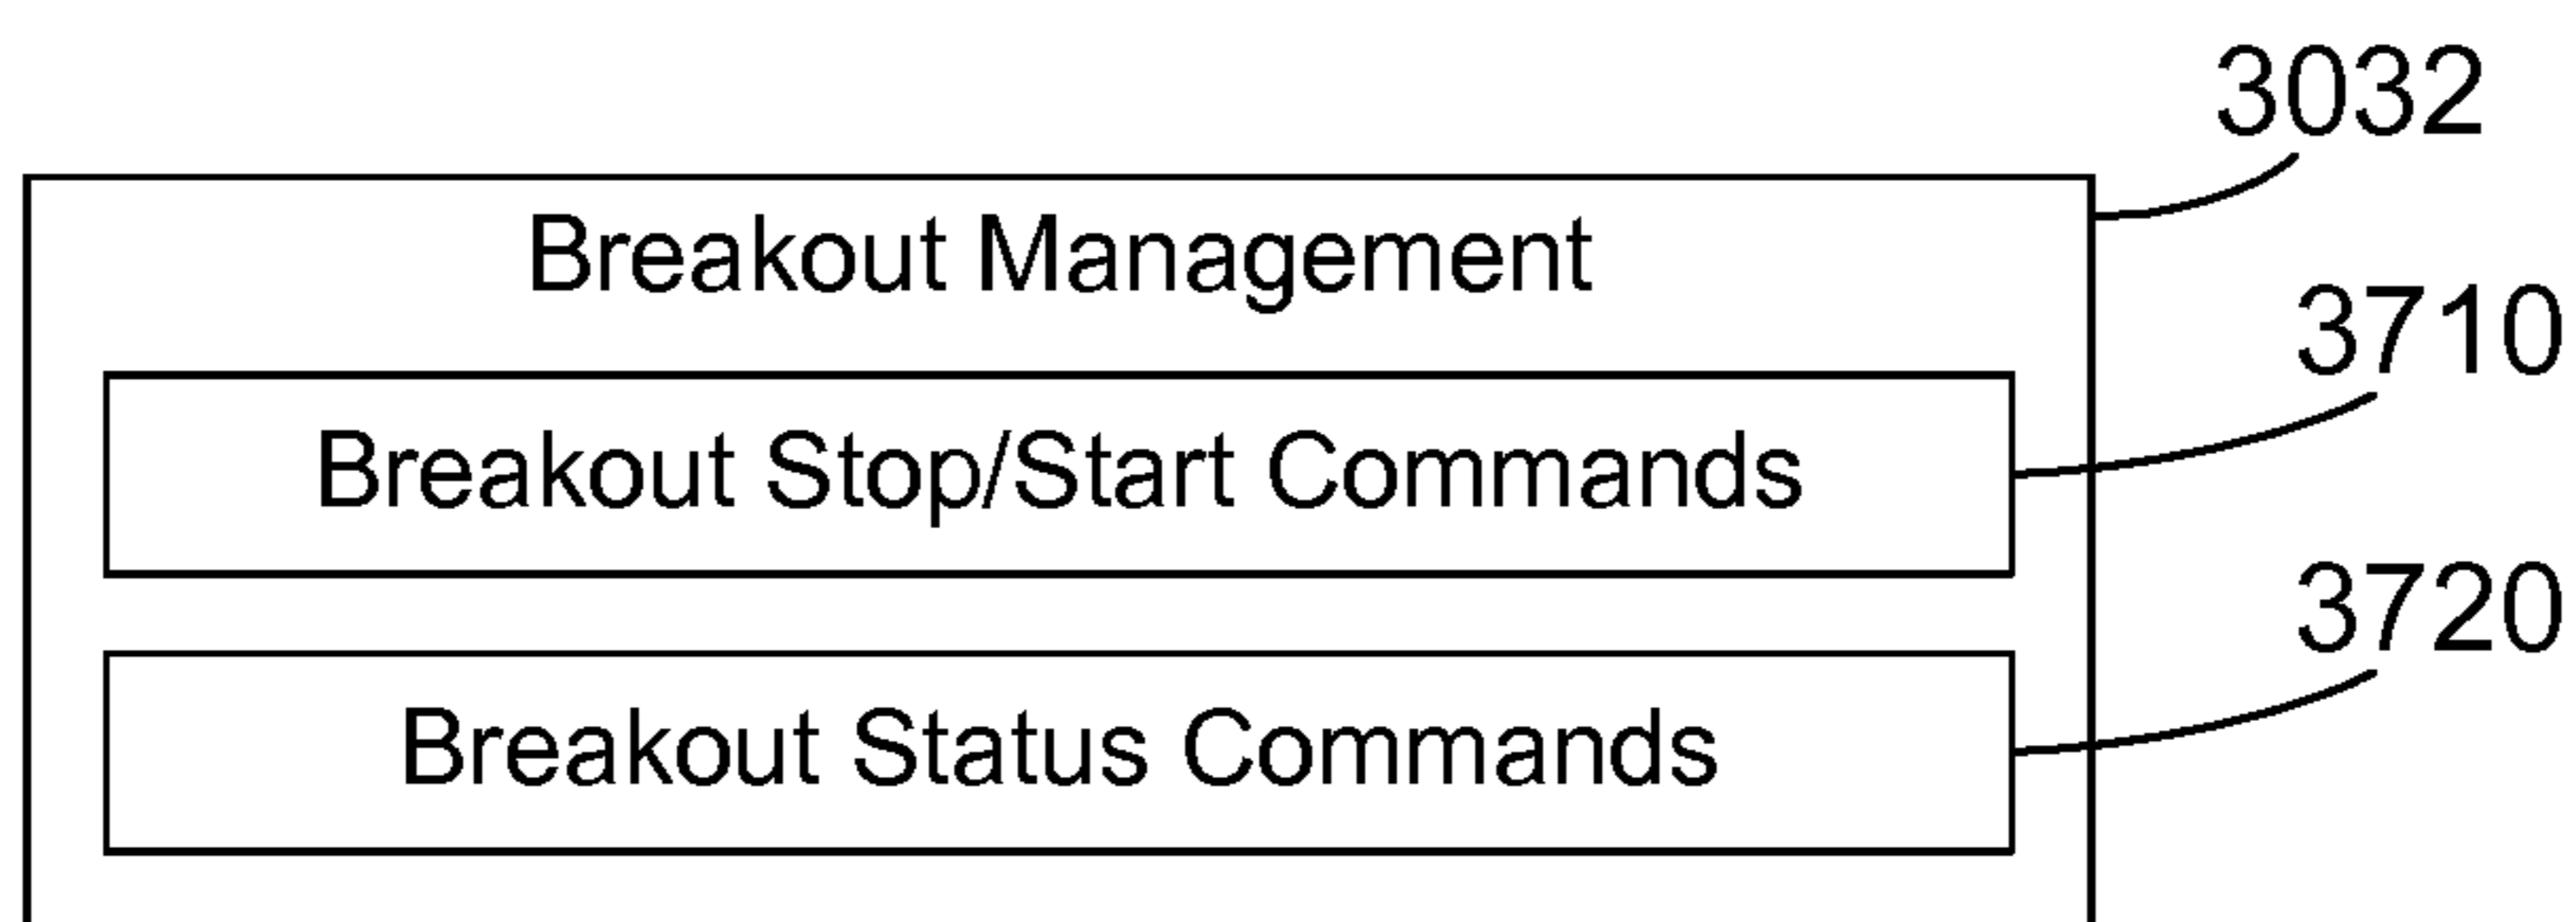 3032
Breakout Management
3710
Breakout Stop/Start Commands
3720
Breakout Status Commands